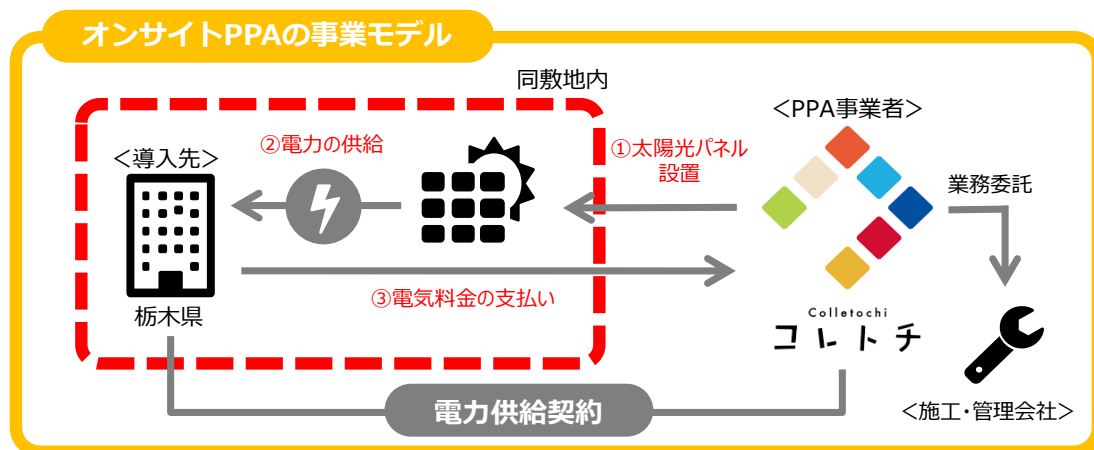 オンサイトPPAの事業モデル
同敷地内
＜導入先＞
②電力の供給
①太陽光パネル
設置
＜PPA事業者＞
業務委託
③電気料金の支払い
栃木県
Colletochi
コレトチ
電力供給契約
＜施工・管理会社＞